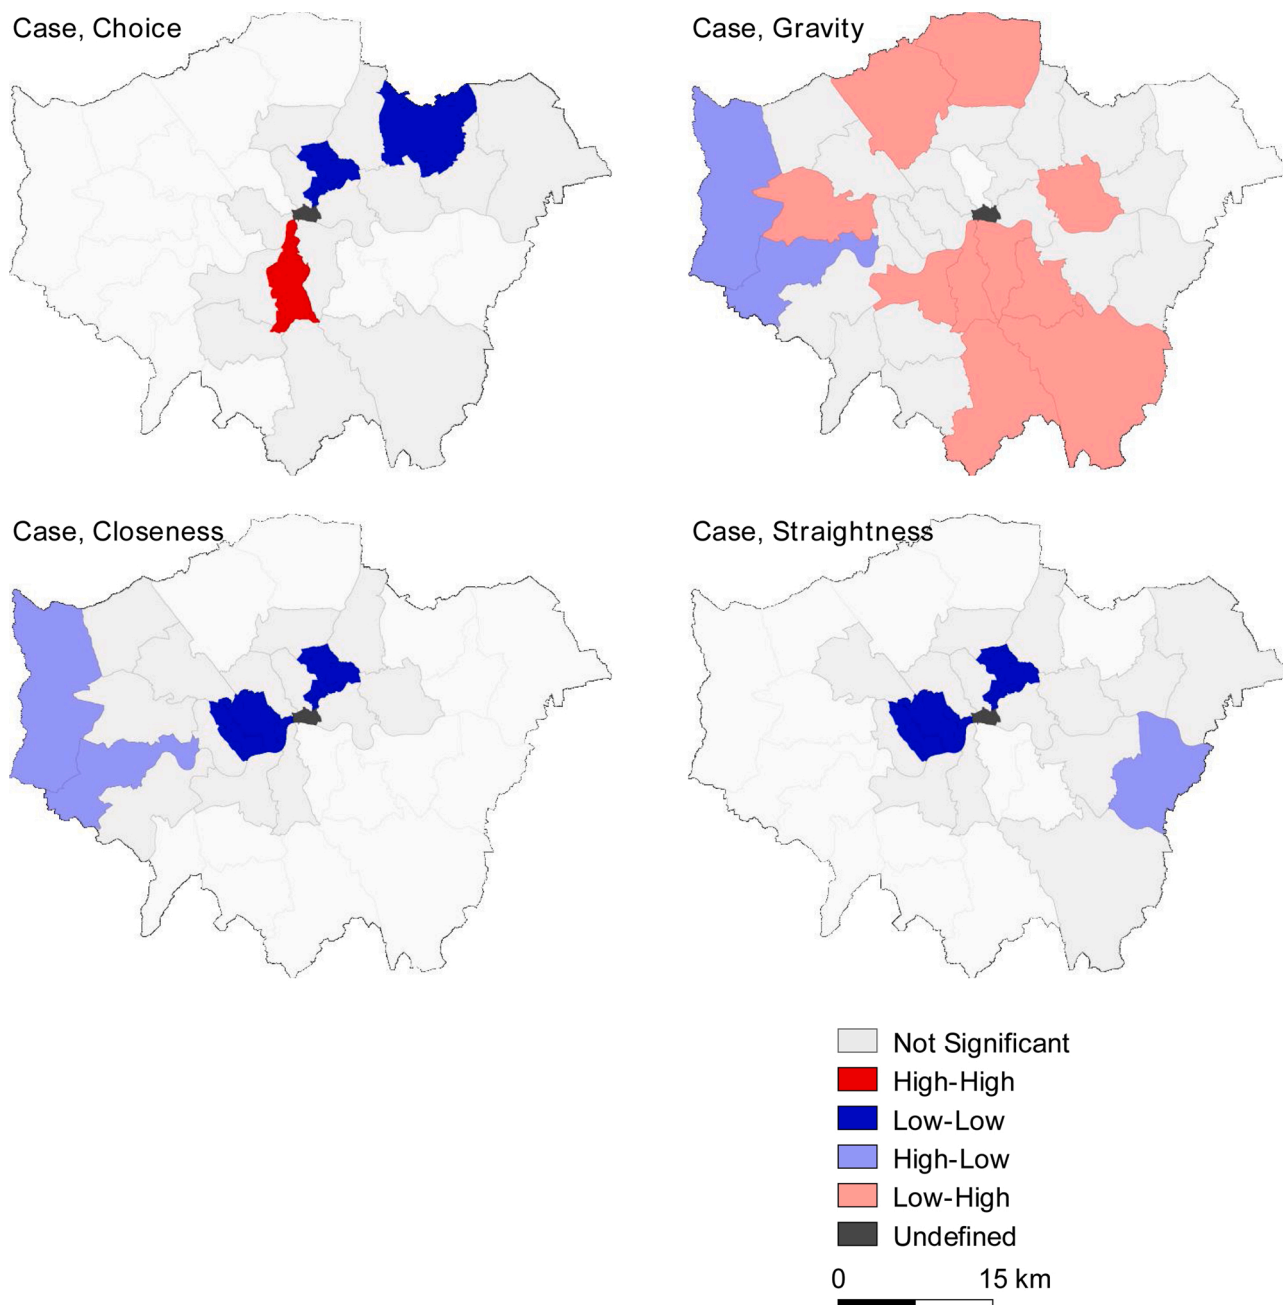 Case, Choice
Case, Gravity
Case, Closeness
Case, Straightness
Not Significant
High-High
Low-Low
High-Low
Low-High
Undefined
0 15 km